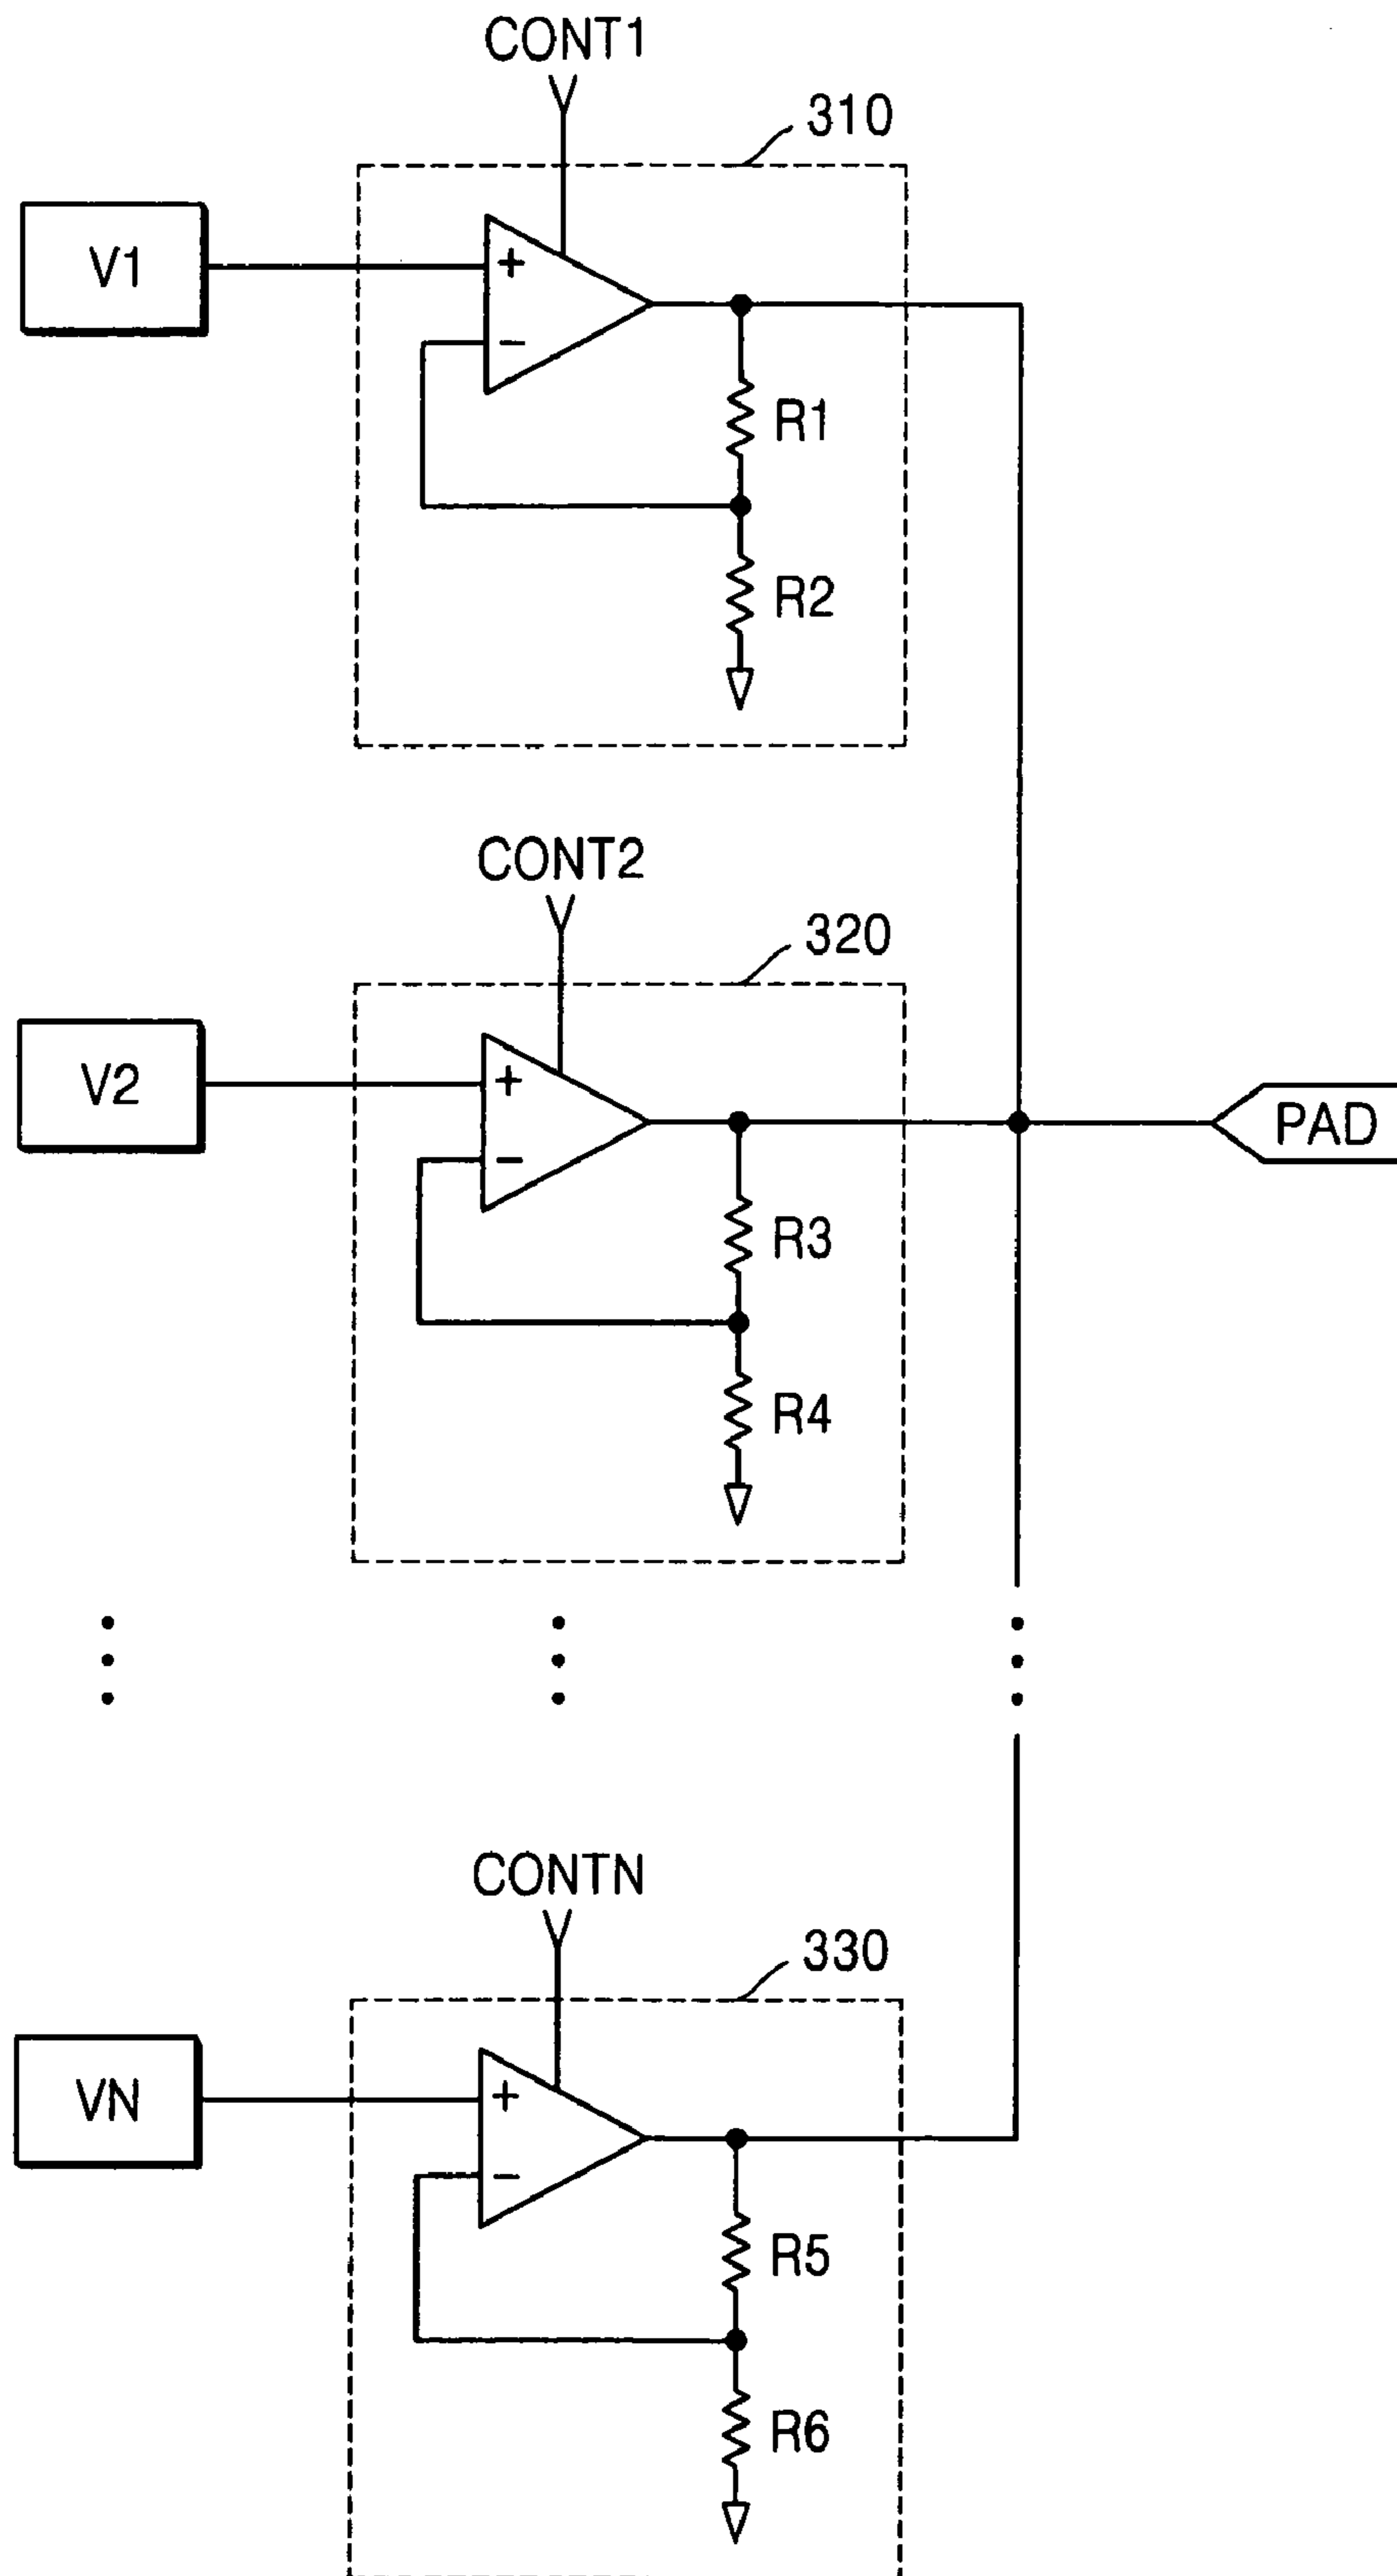 CONT1
310
V1
+
−
R1
R2
CONT2
320
V2
+
−
R3
R4
PAD
CONTN
330
VN
+
−
R5
R6